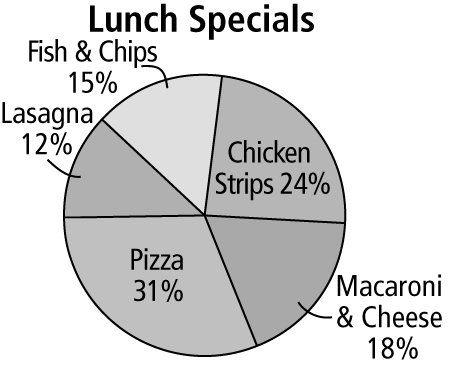 Lunch Specials
Fish & Chips
15%
Lasagna
12%
Chicken
Strips 24%
Pizza
31%
Macaroni
& Cheese
18%